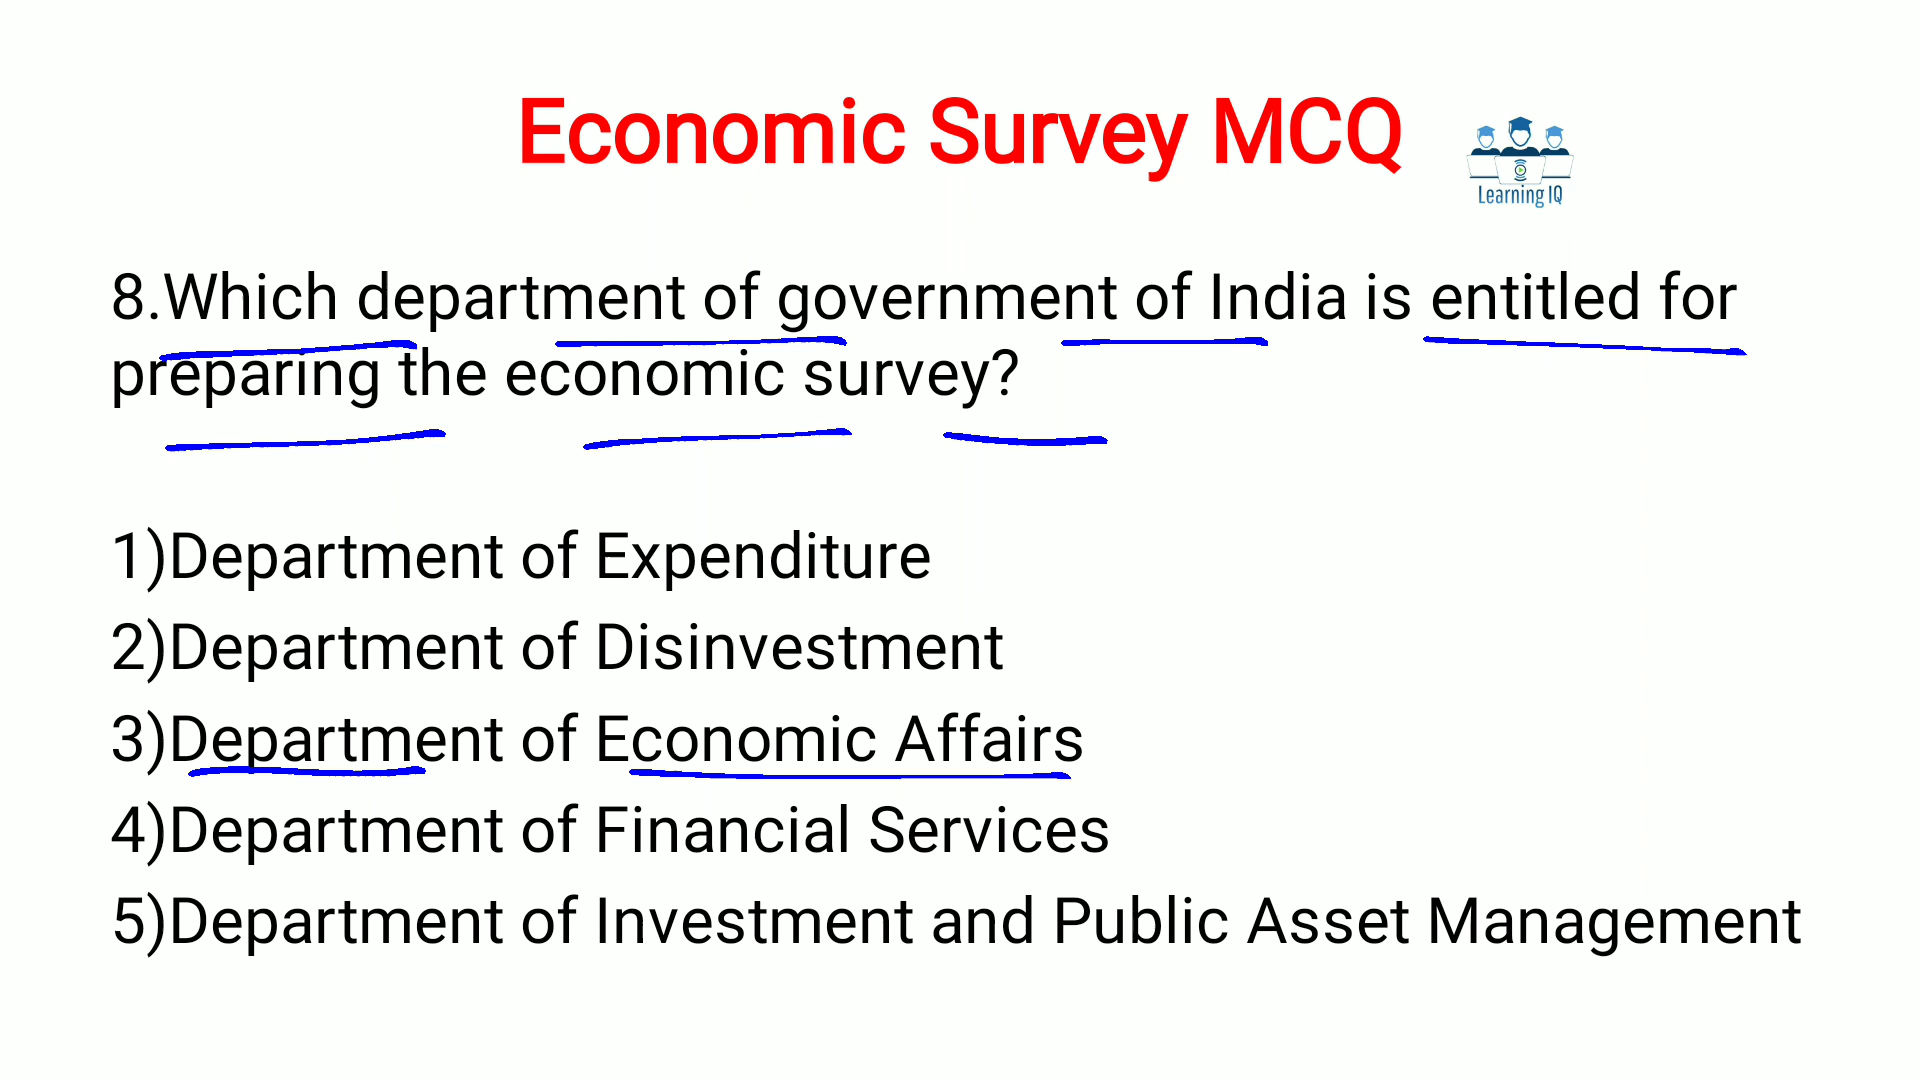 Economic Survey MCQ
Learning IQ
8.Which department of government of India is entitled for
preparing the economic survey?
1)Department of Expenditure
2)Department of Disinvestment
3)Department of Economic Affairs
4)Department of Financial Services
5)Department of Investment and Public Asset Management